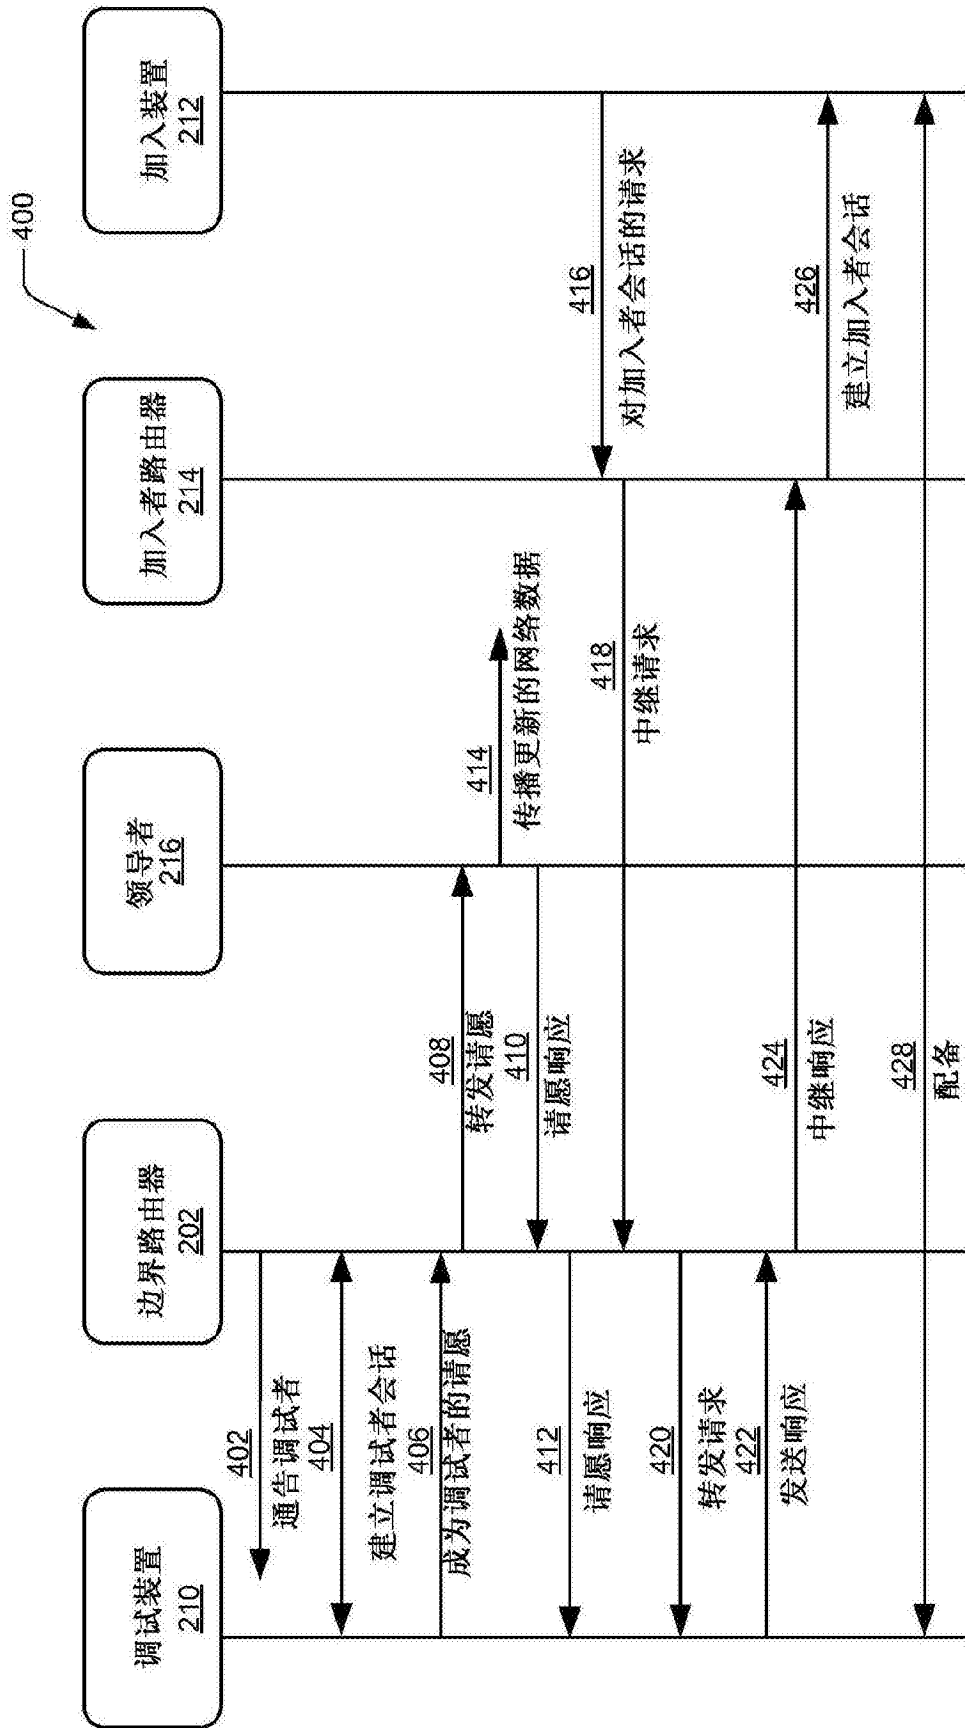 400
调试装置
210
边界路由器
202
领导者
216
加入者路由器
214
加入装置
212
402
通告调试者
404
建立调试者会话
406
成为调试者的请愿
408
转发请愿
410
请愿响应
412
请愿响应
414
传播更新的网络数据
416
对加入者会话的请求
418
中继请求
420
转发请求
422
发送响应
424
中继响应
426
建立加入者会话
428
配备